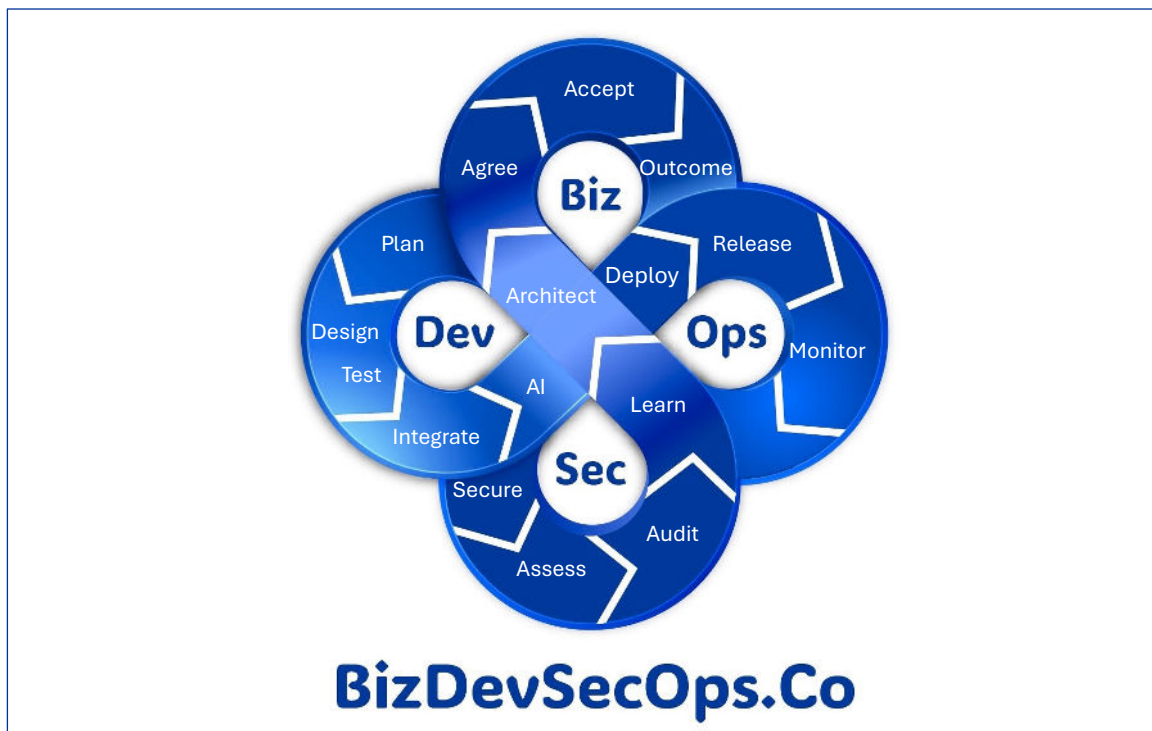 Accept
Agree
Outcome
Biz
Plan
Release
Deploy
Architect
Design
Dev
Ops
Monitor
Test
AI
Learn
Integrate
Sec
Secure
Audit
Assess
BizDevSecOps.Co